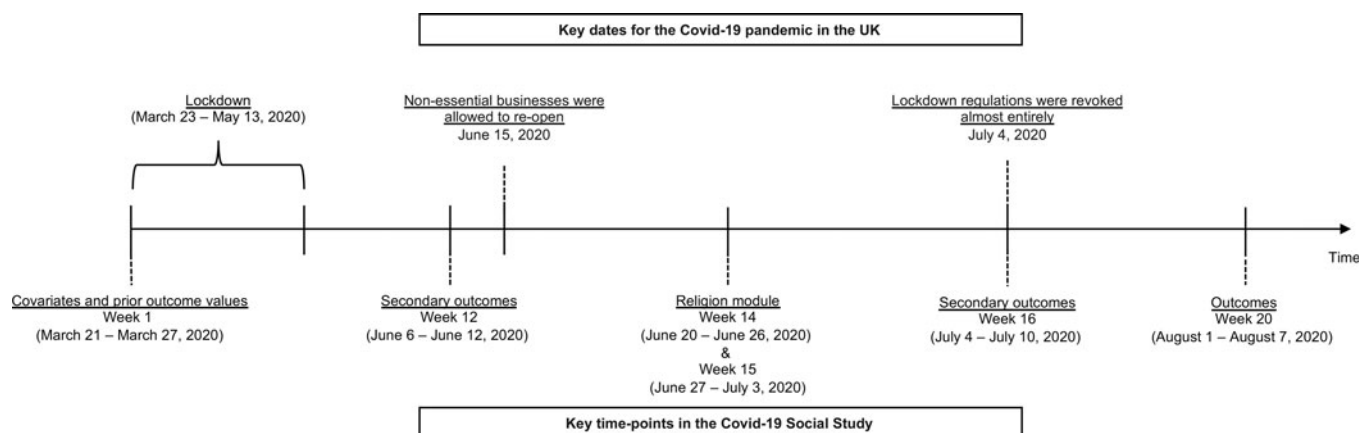 Key dates for the Covid-19 pandemic in the UK
Lockdown
(March 23 – May 13, 2020)
Non-essential businesses were
allowed to re-open
June 15, 2020
Lockdown regulations were revoked
almost entirely
July 4, 2020
Time
Covariates and prior outcome values
Week 1
(March 21 – March 27, 2020)
Secondary outcomes
Week 12
(June 6 – June 12, 2020)
Religion module
Week 14
(June 20 – June 26, 2020)
&
Week 15
(June 27 – July 3, 2020)
Secondary outcomes
Week 16
(July 4 – July 10, 2020)
Outcomes
Week 20
(August 1 – August 7, 2020)
Key time-points in the Covid-19 Social Study